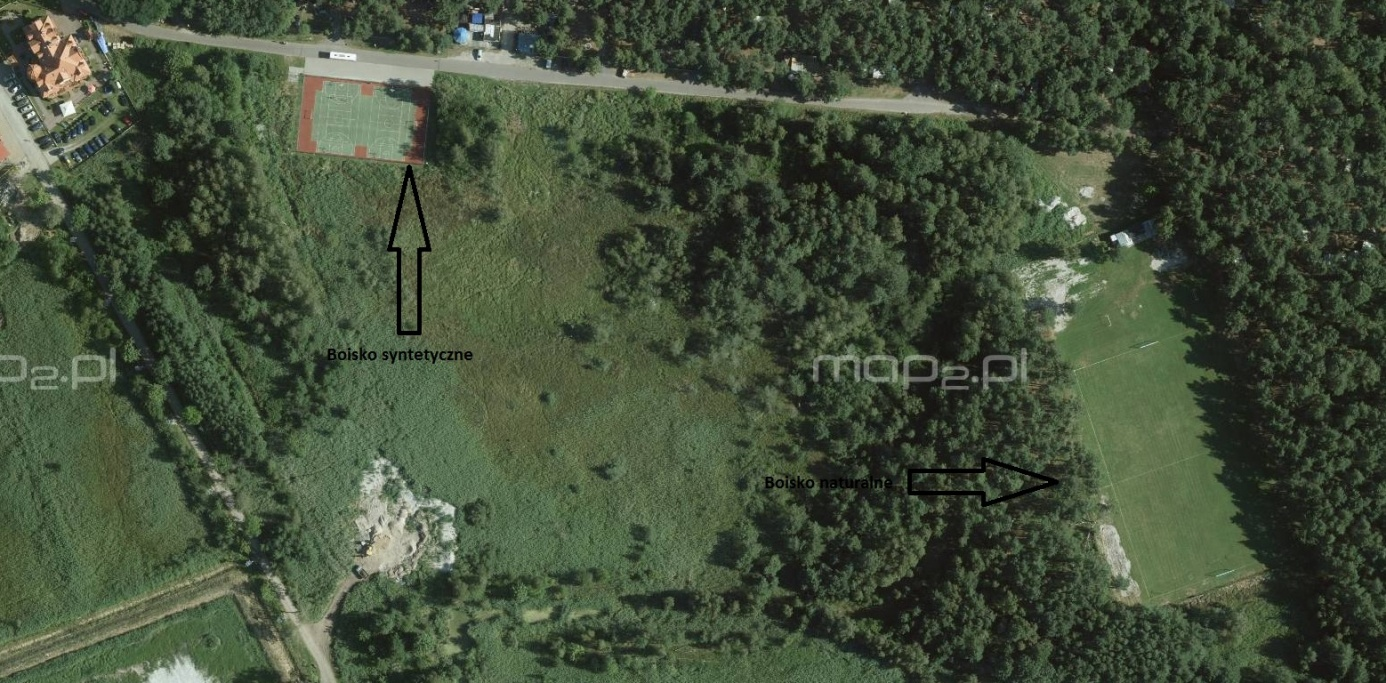 Boisko syntetyczne
map2.pl
map2.pl
Boisko naturalne